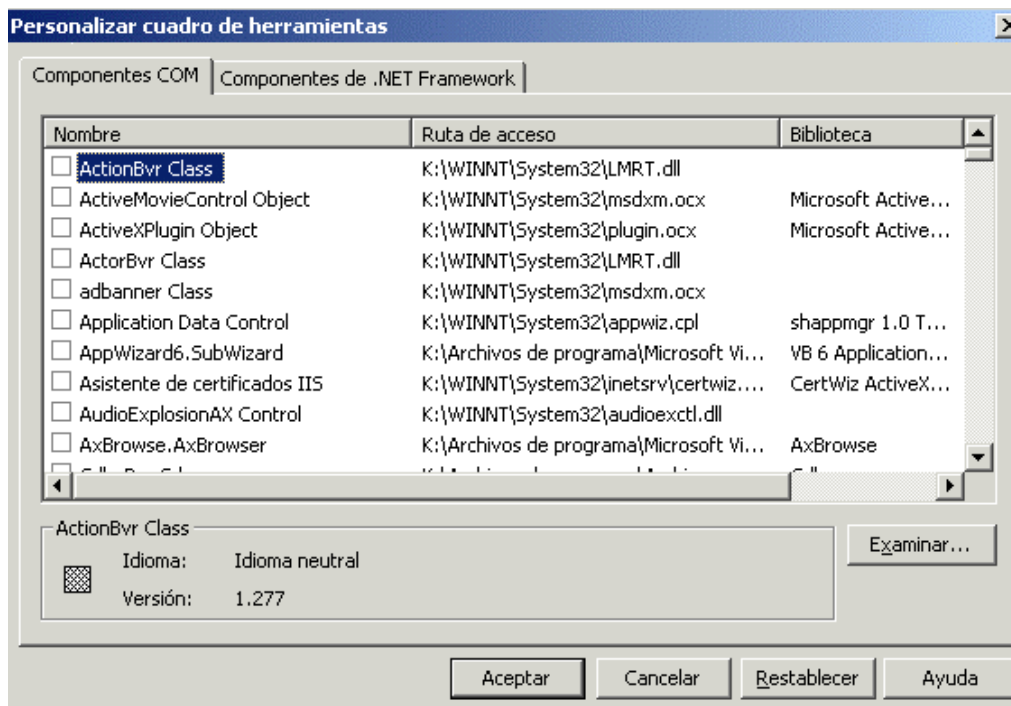 Personalizar cuadro de herramientas
Componentes COM Componentes de .NET Framework
Nombre Ruta de acceso Biblioteca
ActionBvr Class K:\WINNT\System32\LMRT.dll
ActiveMovieControl Object K:\WINNT\System32\msdxm.ocx Microsoft Active...
ActiveXPlugin Object K:\WINNT\System32\plugin.ocx Microsoft Active...
ActorBvr Class K:\WINNT\System32\LMRT.dll
adbanner Class K:\WINNT\System32\msdxm.ocx
Application Data Control K:\WINNT\System32\appwiz.cpl shappmgr 1.0 T...
AppWizard6.SubWizard K:\Archivos de programa\Microsoft Vi... VB 6 Application...
Asistente de certificados IIS K:\WINNT\System32\inetsrv\certwiz.... CertWiz ActiveX...
AudioExplosionAX Control K:\WINNT\System32\audioexctl.dll
AxBrowse.AxBrowser K:\Archivos de programa\Microsoft Vi... AxBrowse
ActionBvr Class
Idioma: Idioma neutral
Versión: 1.277
Examinar...
Aceptar Cancelar Restablecer Ayuda